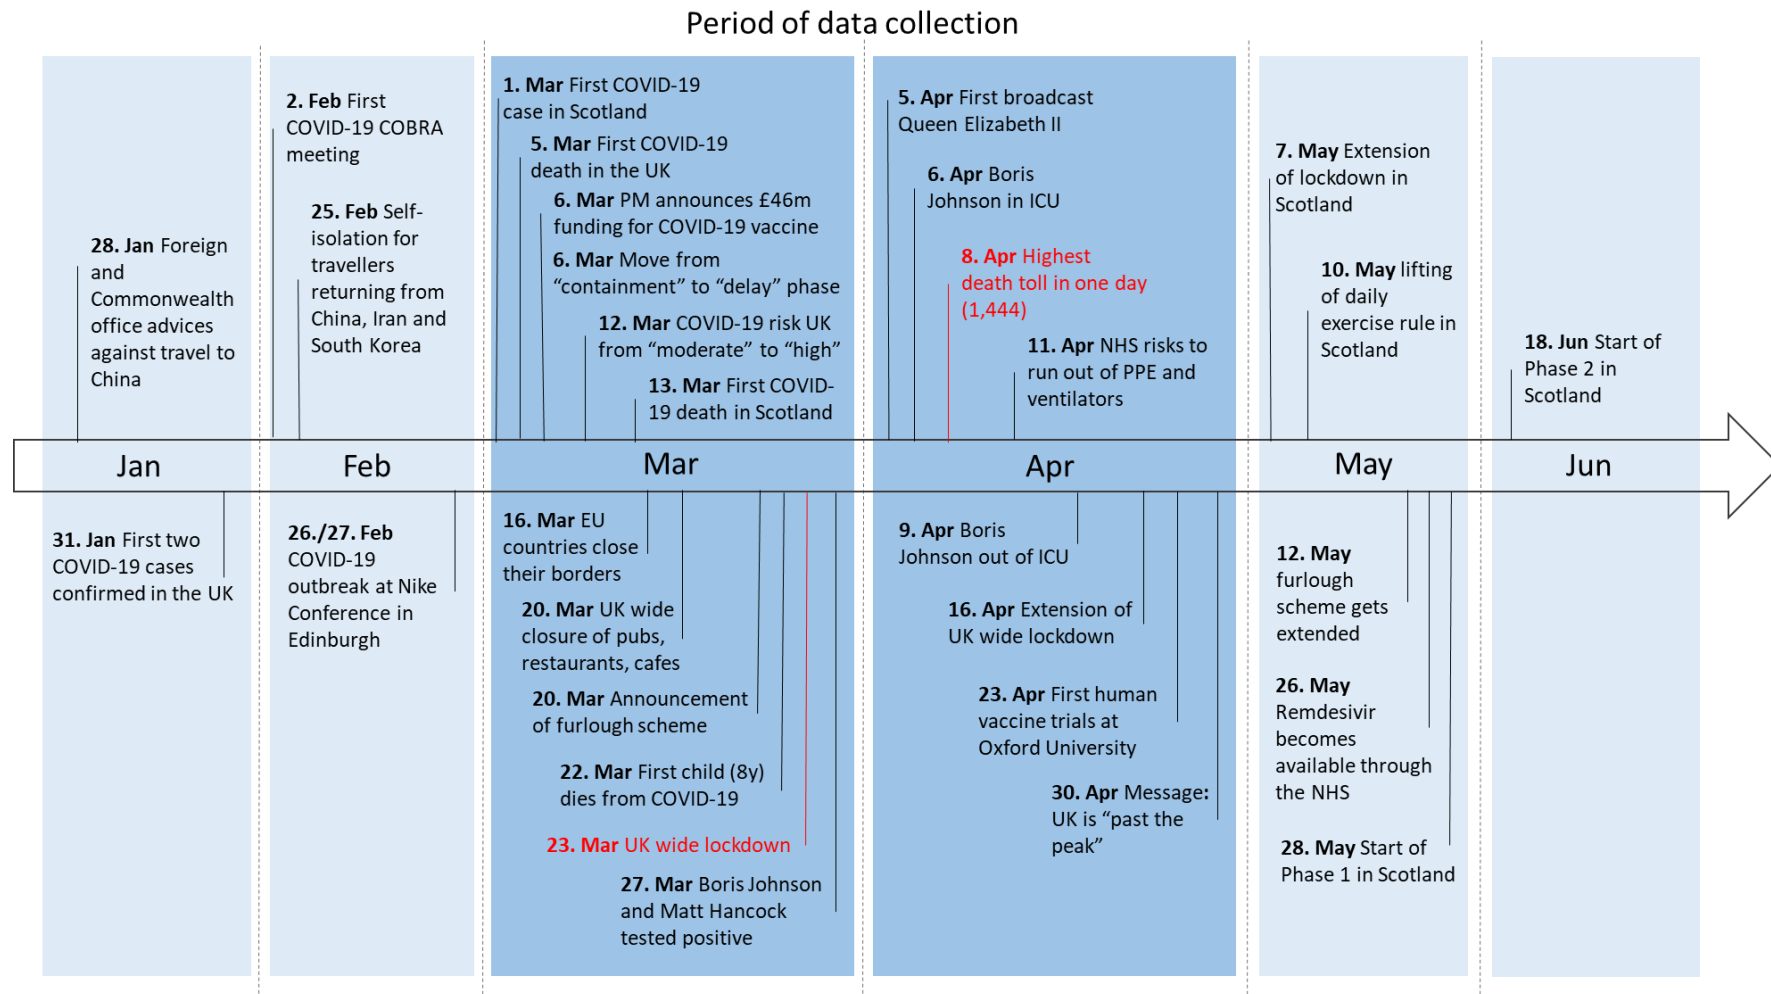 Period of data collection
28. Jan Foreign
and
Commonwealth
office advices
against travel to
China
2. Feb First
COVID-19 COBRA
meeting
25. Feb Self-
isolation for
travellers
returning from
China, Iran and
South Korea
1. Mar First COVID-19
case in Scotland
5. Mar First COVID-19
death in the UK
6. Mar PM announces £46m
funding for COVID-19 vaccine
6. Mar Move from
“containment” to “delay” phase
12. Mar COVID-19 risk UK
from “moderate” to “high”
13. Mar First COVID-
19 death in Scotland
5. Apr First broadcast
Queen Elizabeth II
6. Apr Boris
Johnson in ICU
8. Apr Highest
death toll in one day
(1,444)
11. Apr NHS risks to
run out of PPE and
ventilators
7. May Extension
of lockdown in
Scotland
10. May lifting
of daily
exercise rule in
Scotland
18. Jun Start of
Phase 2 in
Scotland
Jan
Feb
Mar
Apr
May
Jun
31. Jan First two
COVID-19 cases
confirmed in the UK
26./27. Feb
COVID-19
outbreak at Nike
Conference in
Edinburgh
16. Mar EU
countries close
their borders
20. Mar UK wide
closure of pubs,
restaurants, cafes
20. Mar Announcement
of furlough scheme
22. Mar First child (8y)
dies from COVID-19
23. Mar UK wide lockdown
27. Mar Boris Johnson
and Matt Hancock
tested positive
9. Apr Boris
Johnson out of ICU
16. Apr Extension of
UK wide lockdown
23. Apr First human
vaccine trials at
Oxford University
30. Apr Message:
UK is “past the
peak”
12. May
furlough
scheme gets
extended
26. May
Remdesivir
becomes
available through
the NHS
28. May Start of
Phase 1 in Scotland